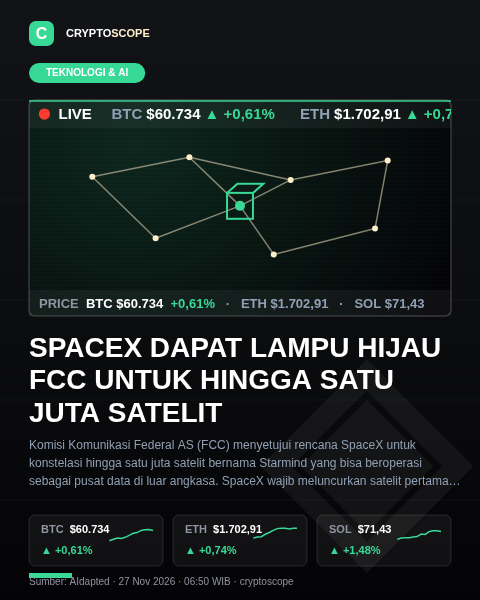 C CRYPTOSCOPE
TEKNOLOGI & AI
LIVE BTC $60.734 ▲ +0,61% ETH $1.702,91 ▲ +0,7
PRICE BTC $60.734 +0,61% · ETH $1.702,91 · SOL $71,43
SPACEX DAPAT LAMPU HIJAU
FCC UNTUK HINGGA SATU
JUTA SATELIT
Komisi Komunikasi Federal AS (FCC) menyetujui rencana SpaceX untuk
konstelasi hingga satu juta satelit bernama Starmind yang bisa beroperasi
sebagai pusat data di luar angkasa. SpaceX wajib meluncurkan satelit pertama…
BTC $60.734 ETH $1.702,91 SOL $71,43
▲ +0,61% ▲ +0,74% ▲ +1,48%
Sumber: AIdapted · 27 Nov 2026 · 06:50 WIB · cryptoscope